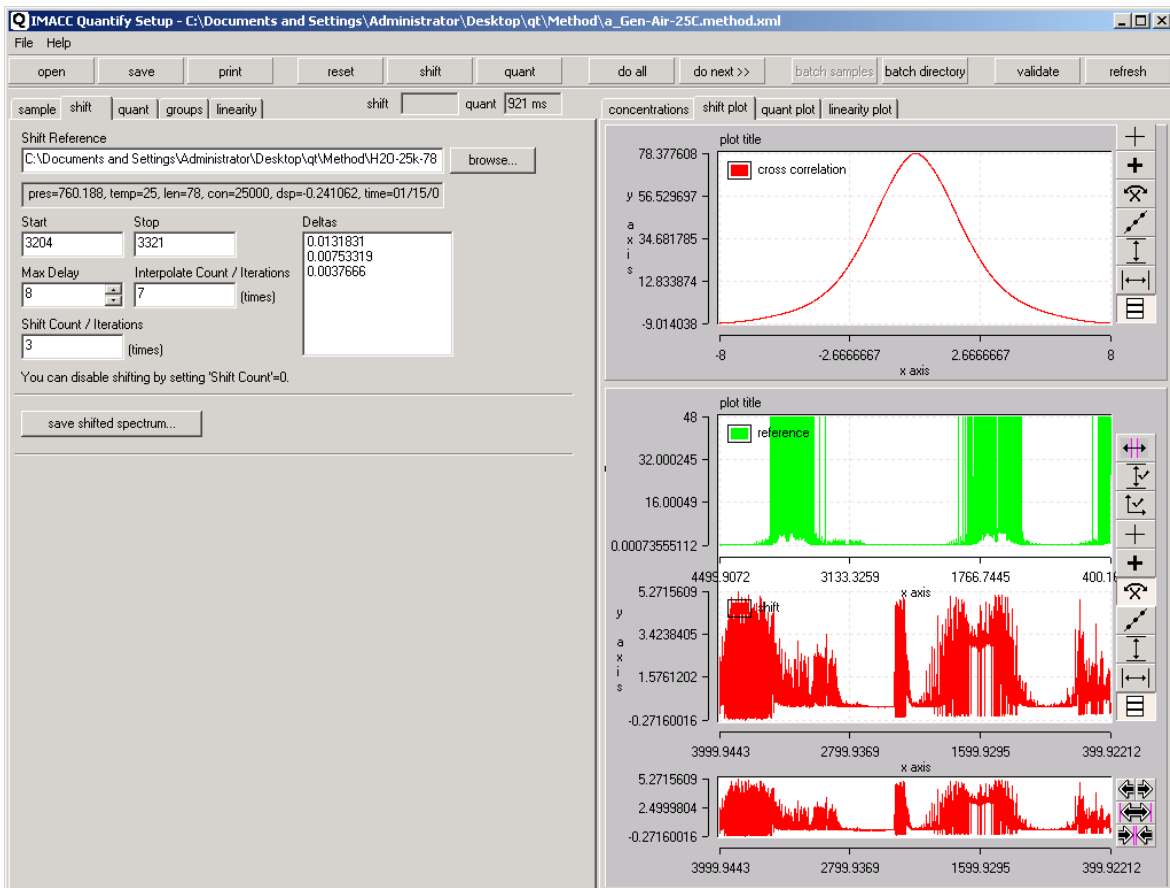 IMACC Quantify Setup - C:\Documents and Settings\Administrator\Desktop\qt\Method\a_Gen-Air-25C.method.xml
File Help
open save print reset shift quant do all do next >> batch samples batch directory validate refresh
sample shift quant groups linearity shift quant 921 ms
Shift Reference
C:\Documents and Settings\Administrator\Desktop\qt\Method\H2O-25k-78 browse...
pres=760.188, temp=25, len=78, con=25000, dsp=-0.241062, time=01/15/0
Start Stop Deltas
3204 3321
0.0131831
0.00753319
0.0037666
Max Delay Interpolate Count / Iterations
8 7 (times)
Shift Count / Iterations
3 (times)
You can disable shifting by setting 'Shift Count'=0.
save shifted spectrum...
concentrations shift plot quant plot linearity plot
plot title
78.377608
cross correlation
56.529697
34.681785
12.833874
-9.014038
y axis
-8 -2.6666667 2.6666667 8
x axis
plot title
48
reference
32.000245
16.00049
0.00073555112
4499.9072 3133.3259 1766.7445 400.16
x axis
5.2715609
shift
3.4238405
1.5761202
-0.27160016
y axis
3999.9443 2799.9369 1599.9295 399.92212
x axis
5.2715609
2.4999804
-0.27160016
3999.9443 2799.9369 1599.9295 399.92212